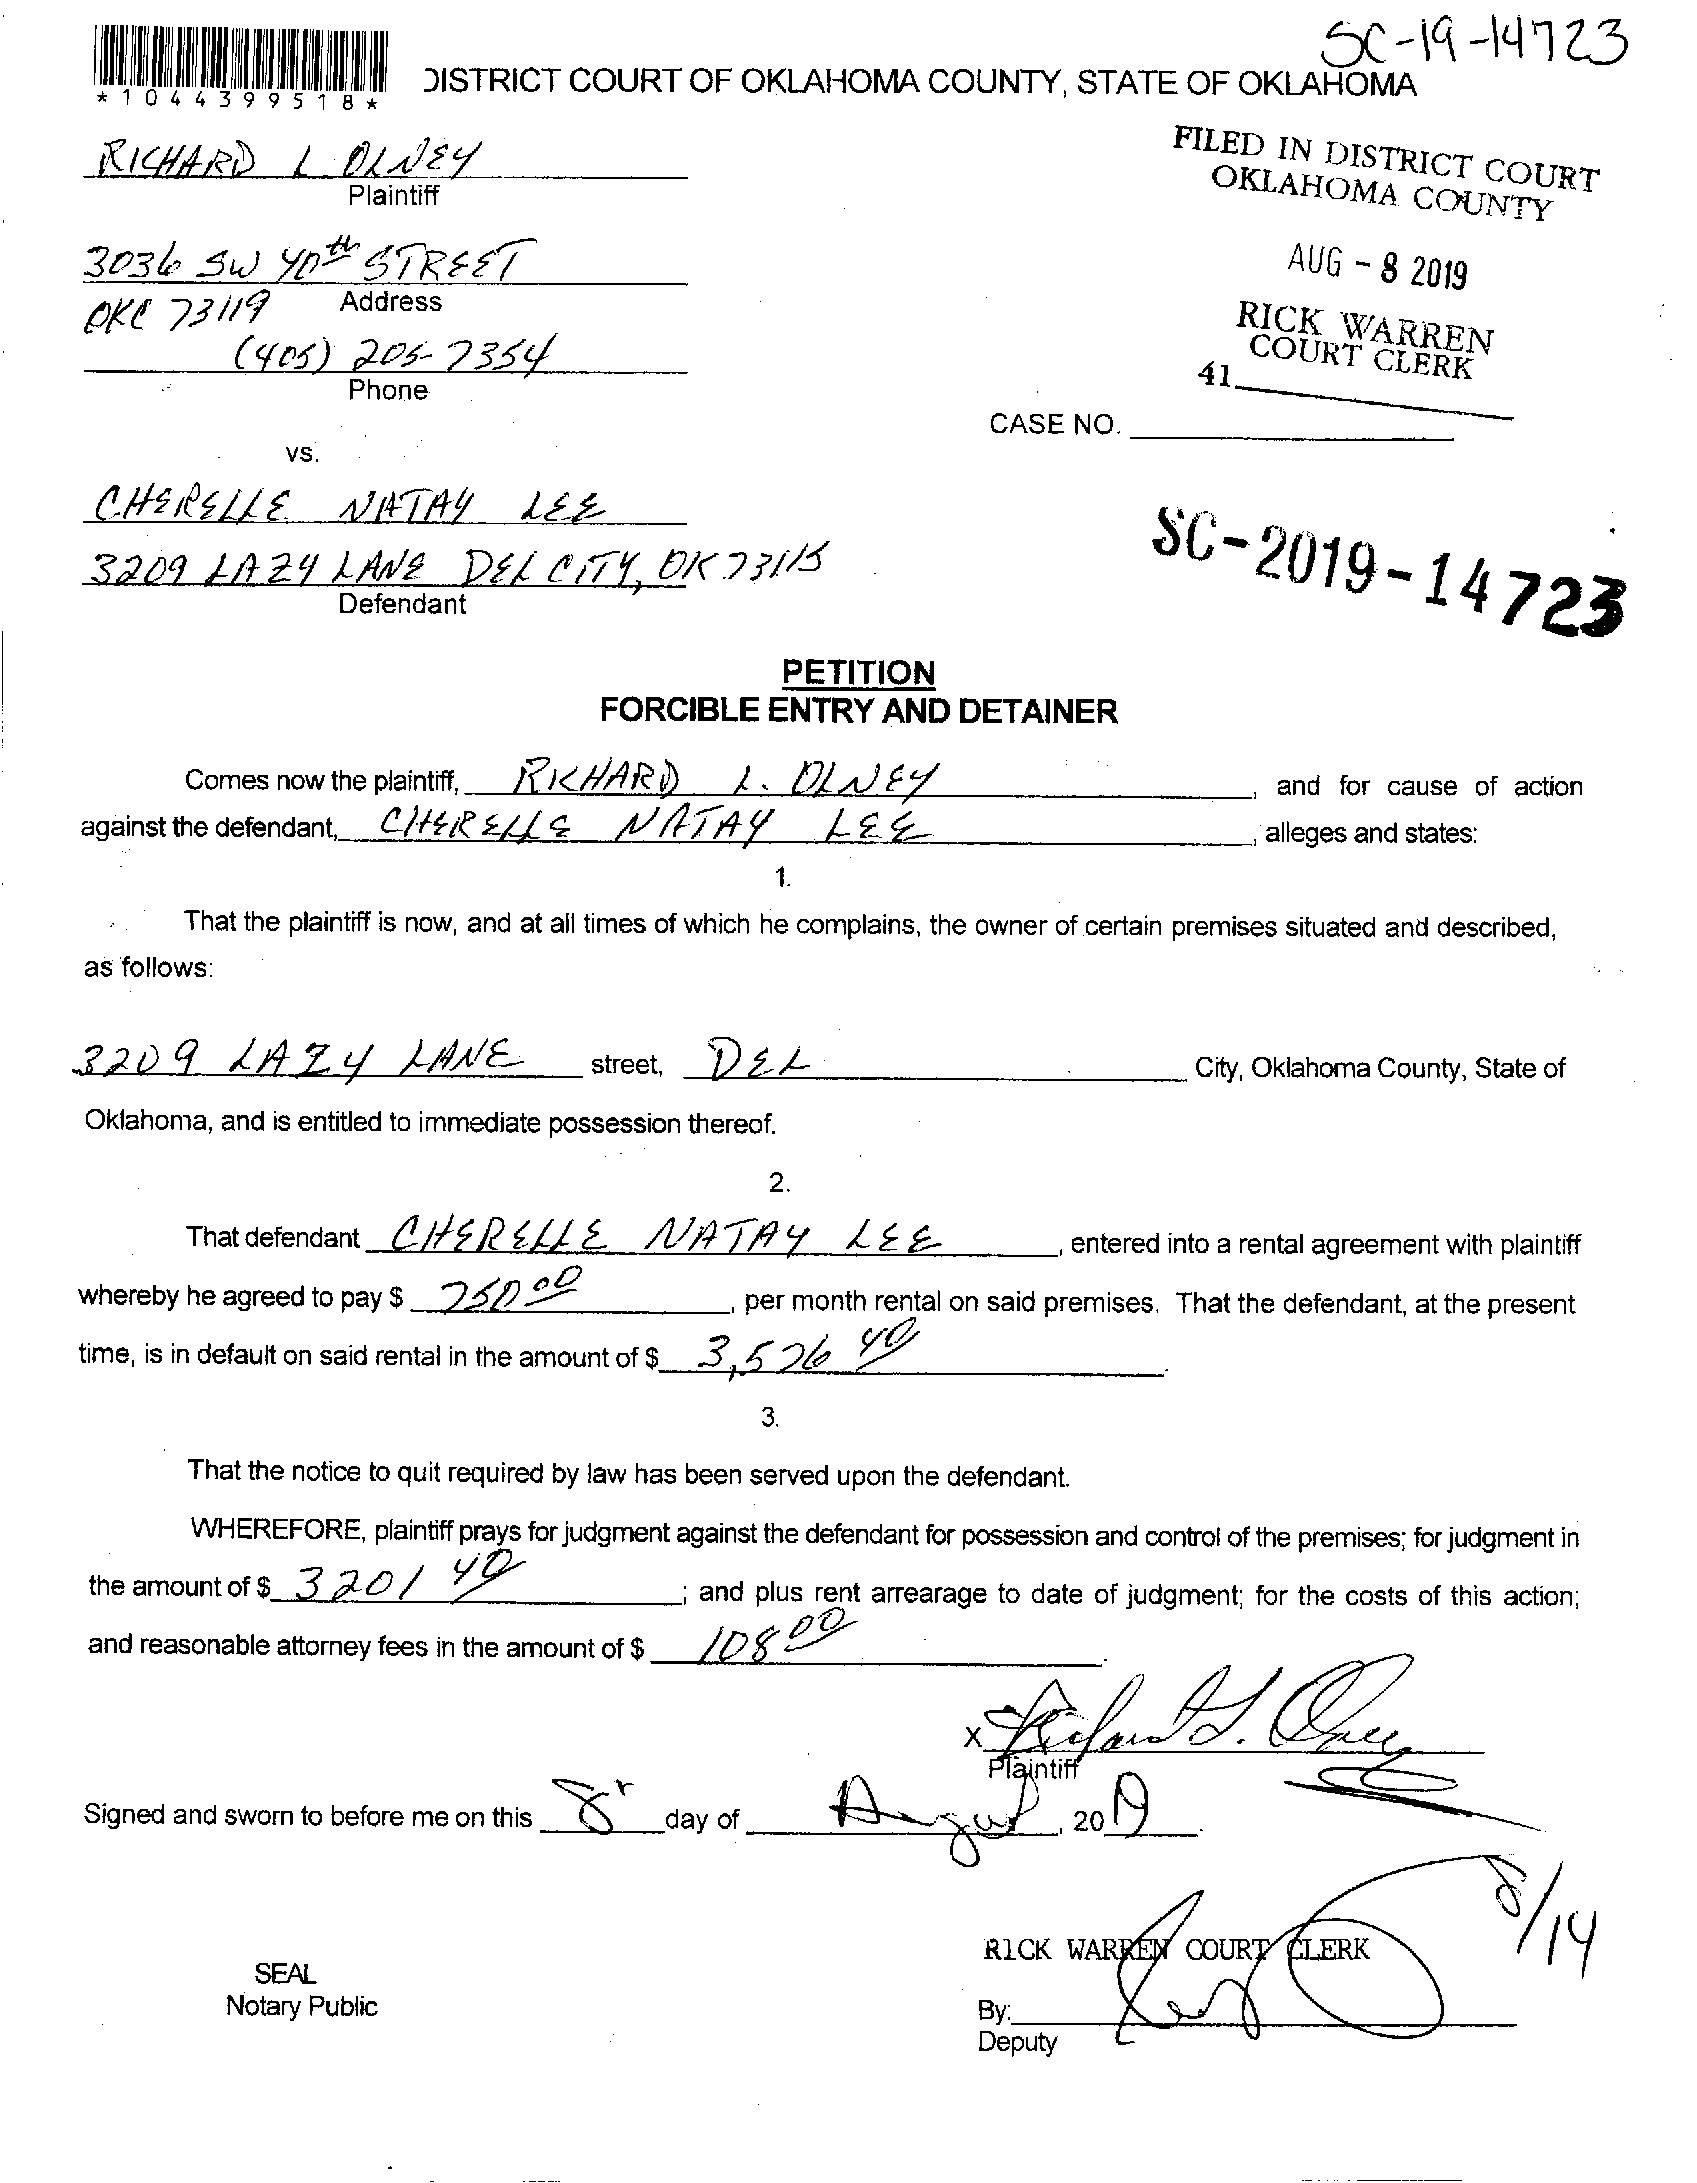 SC-19-14723
*1044399518*
DISTRICT COURT OF OKLAHOMA COUNTY, STATE OF OKLAHOMA
RICHARD L OLNEY
Plaintiff
FILED IN DISTRICT COURT
OKLAHOMA COUNTY
3036 SW 40th STREET
Address
OKC 73119
AUG - 8 2019
(405) 205-7354
Phone
RICK WARREN
COURT CLERK
41
CASE NO.
vs.
CHERELLE NATAY LEE
3209 LAZY LANE DEL CITY, OK 73115
Defendant
SC-2019-14723
PETITION
FORCIBLE ENTRY AND DETAINER
Comes now the plaintiff, RICHARD L. OLNEY, and for cause of action
against the defendant, CHERELLE NATAY LEE, alleges and states:
1.
That the plaintiff is now, and at all times of which he complains, the owner of certain premises situated and described,
as follows:
3209 LAZY LANE street, DEL City, Oklahoma County, State of
Oklahoma, and is entitled to immediate possession thereof.
2.
That defendant CHERELLE NATAY LEE, entered into a rental agreement with plaintiff
whereby he agreed to pay $ 750 00, per month rental on said premises. That the defendant, at the present
time, is in default on said rental in the amount of $ 3,576 40.
3.
That the notice to quit required by law has been served upon the defendant.
WHEREFORE, plaintiff prays for judgment against the defendant for possession and control of the premises; for judgment in
the amount of $ 3201 40; and plus rent arrearage to date of judgment; for the costs of this action;
and reasonable attorney fees in the amount of $ 108 00.
x Richard L. Olney
Plaintiff
Signed and sworn to before me on this 8 day of August, 2019.
8/14
RICK WARREN COURT CLERK
SEAL
Notary Public
By:
Deputy